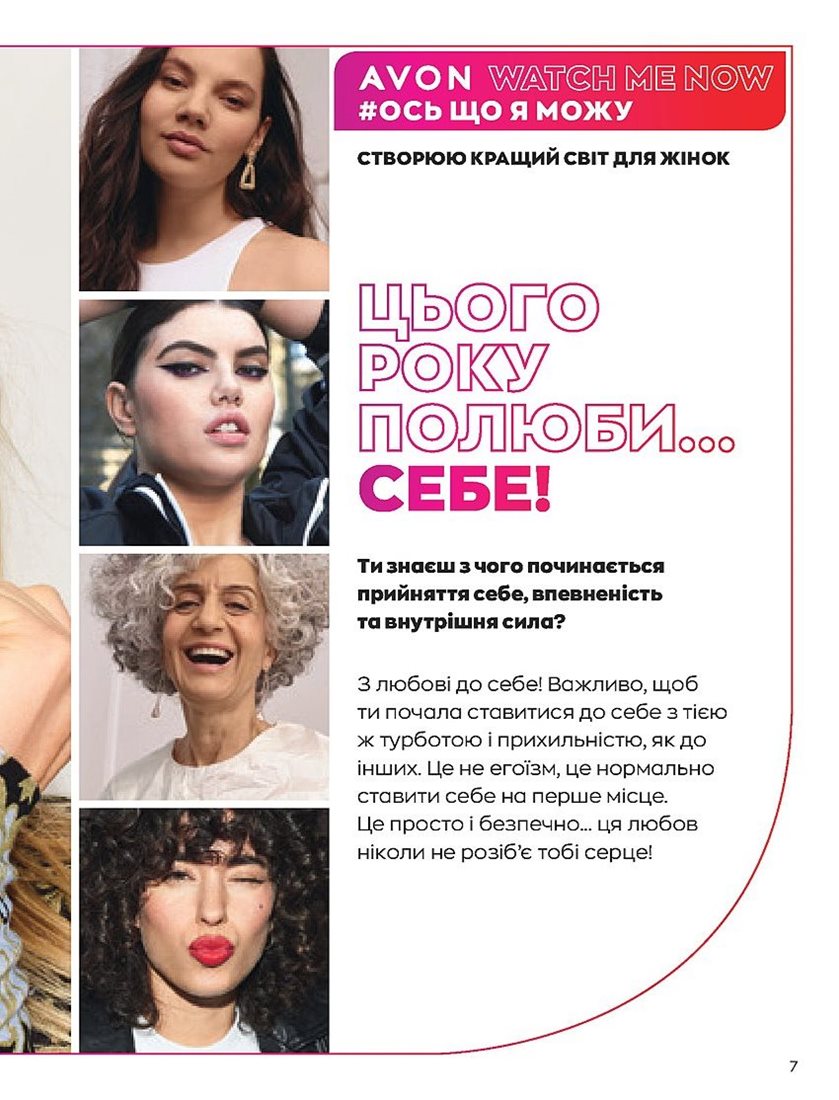 AVON WATCH ME NOW
#ОСЬ ЩО Я МОЖУ
СТВОРЮЮ КРАЩИЙ СВІТ ДЛЯ ЖІНОК
ЦЬОГО
РОКУ
ПОЛЮБИ...
СЕБЕ!
Ти знаєш з чого починається
прийняття себе, впевненість
та внутрішня сила?
З любові до себе! Важливо, щоб
ти почала ставитися до себе з тією
ж турботою і прихильністю, як до
інших. Це не егоїзм, це нормально
ставити себе на перше місце.
Це просто і безпечно... ця любов
ніколи не розіб’є тобі серце!
7